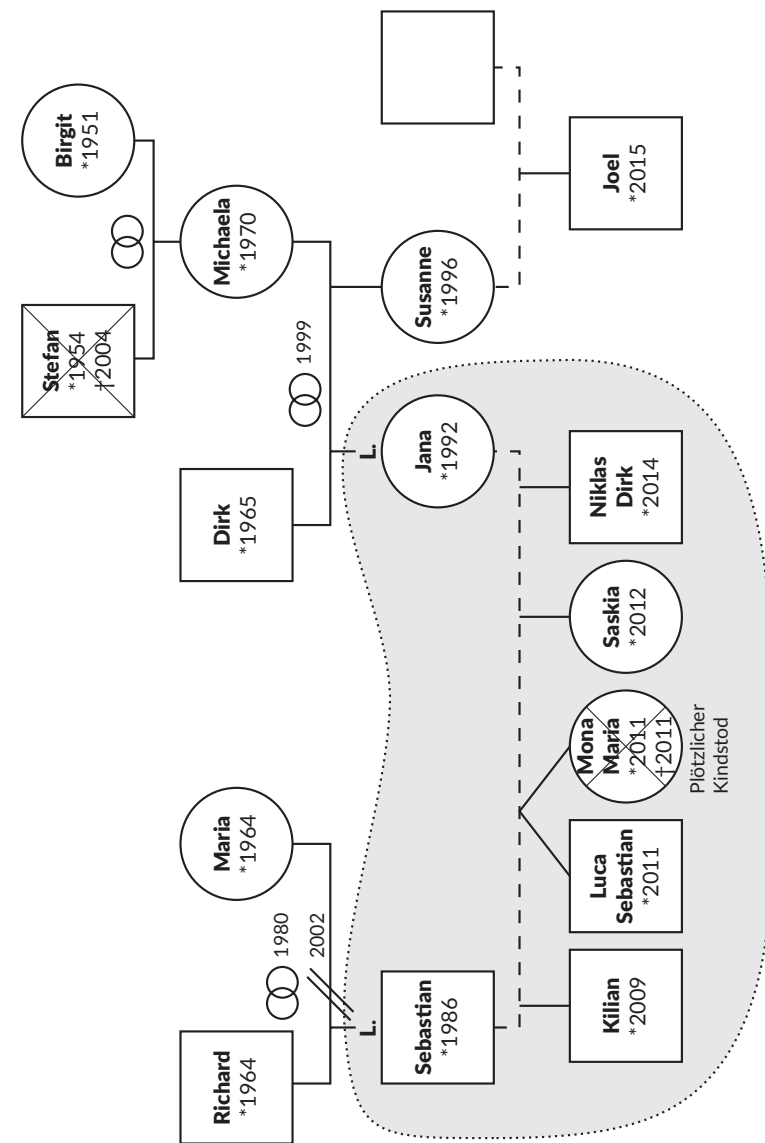 Stefan
*1954
†2004
Birgit
*1951
Richard
*1964
1980
2002
Maria
*1964
Dirk
*1965
1999
Michaela
*1970
L.
Sebastian
*1986
L.
Jana
*1992
Susanne
*1996
Kilian
*2009
Luca
Sebastian
*2011
Mona
Maria
*2011
†2011
Plötzlicher
Kindstod
Saskia
*2012
Niklas
Dirk
*2014
Joel
*2015